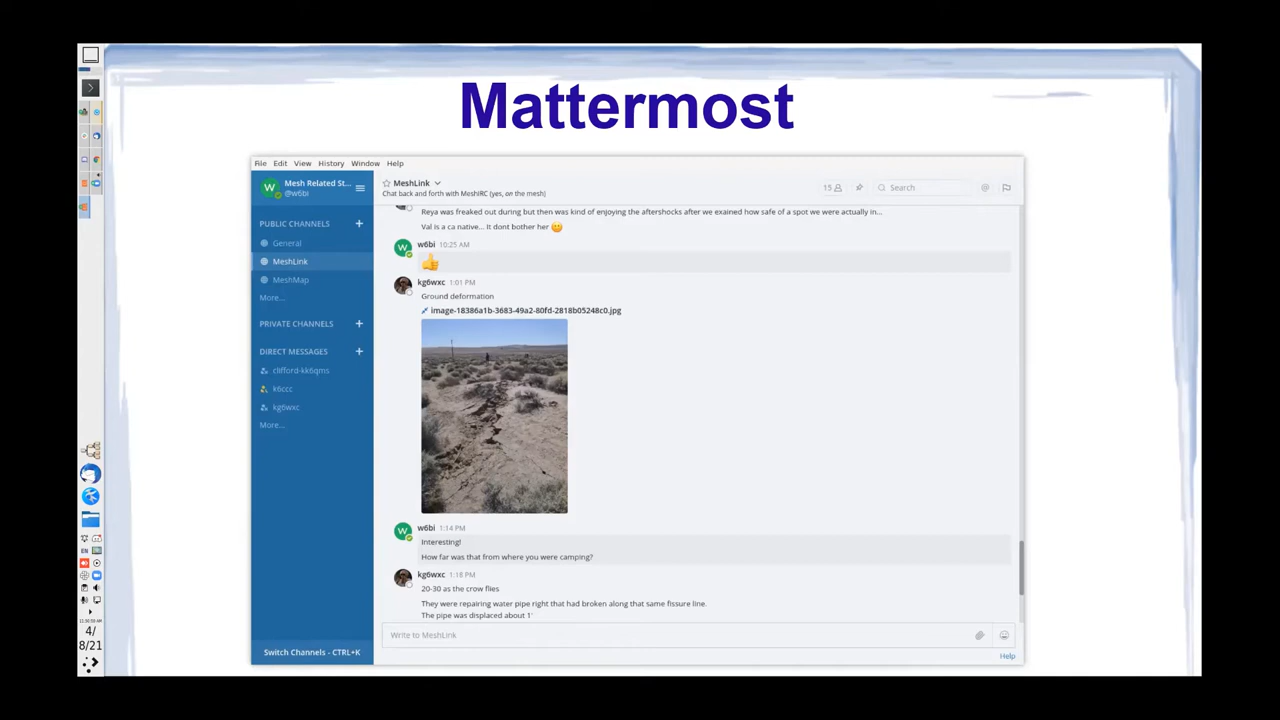 Mattermost
File Edit View History Window Help
Mesh Related St...
@w6bi
MeshLink
Chat back and forth with MeshIRC (yes, on the mesh)
15
Search
PUBLIC CHANNELS
General
MeshLink
MeshMap
More...
PRIVATE CHANNELS
DIRECT MESSAGES
clifford-kk6qms
k6ccc
kg6wxc
More...
Switch Channels - CTRL+K
Reya was freaked out during but then was kind of enjoying the aftershocks after we exained how safe of a spot we were actually in...
Val is a ca native... It dont bother her
w6bi 10:25 AM
kg6wxc 1:01 PM
Ground deformation
image-18386a1b-3683-49a2-80fd-2818b05248c0.jpg
w6bi 1:14 PM
Interesting!
How far was that from where you were camping?
kg6wxc 1:18 PM
20-30 as the crow flies
They were repairing water pipe right that had broken along that same fissure line.
The pipe was displaced about 1'
Write to MeshLink
Help
EN
4/
8/21